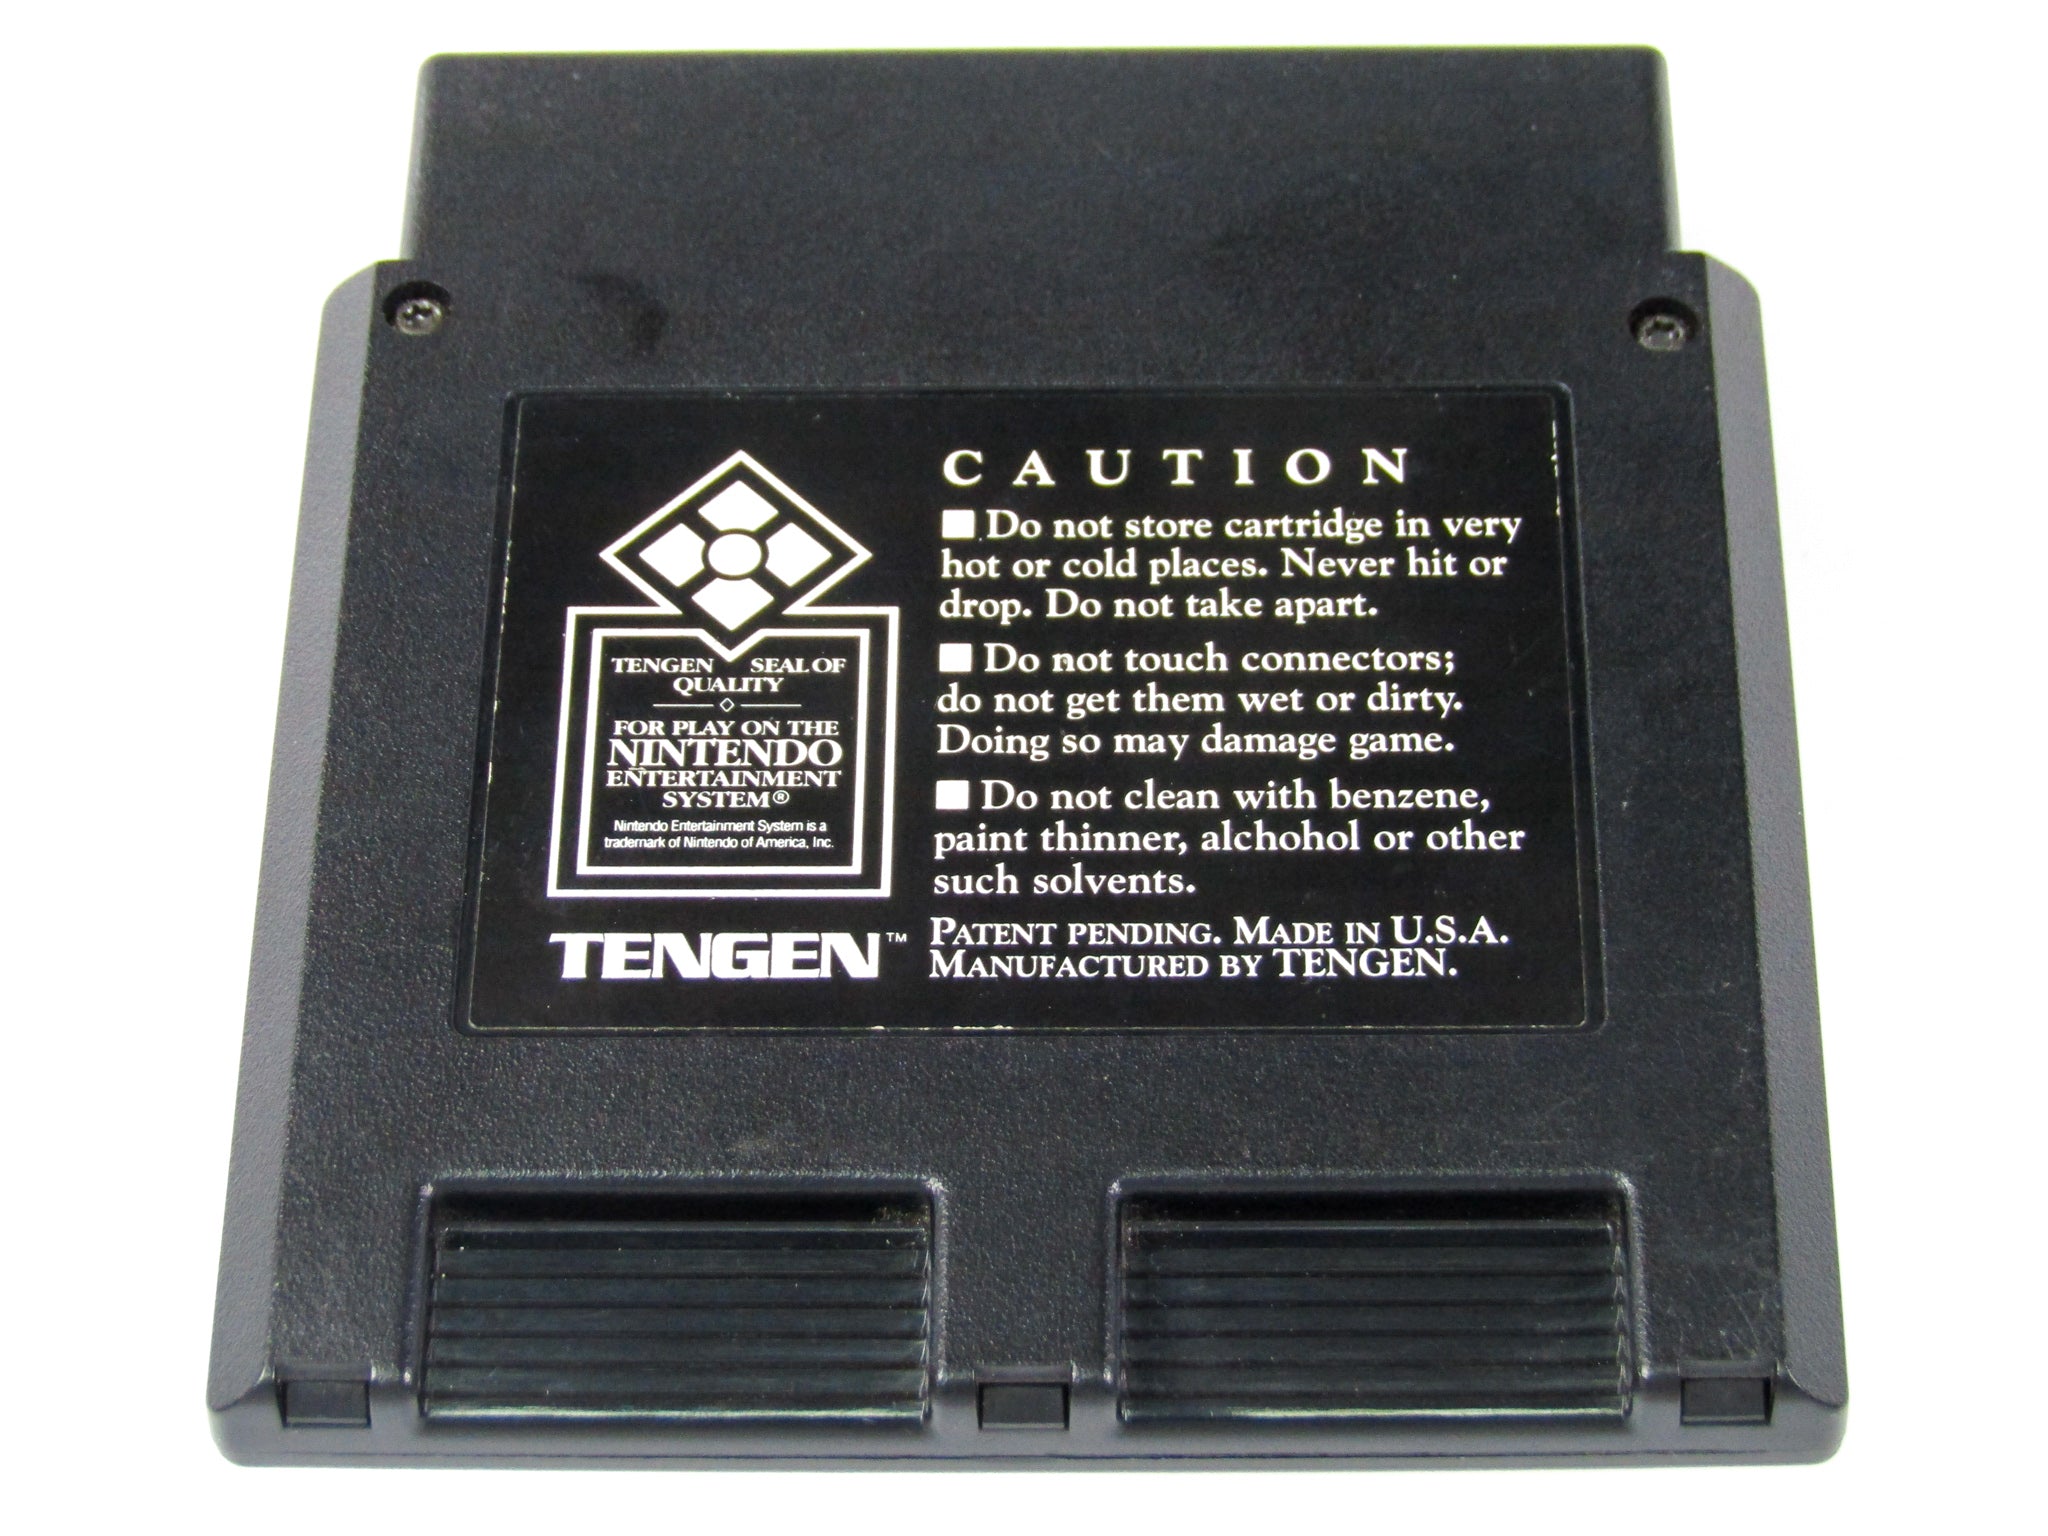 TENGEN SEAL OF
QUALITY
FOR PLAY ON THE
NINTENDO
ENTERTAINMENT
SYSTEM®
Nintendo Entertainment System is a
trademark of Nintendo of America, Inc.
TENGEN™
CAUTION
■ Do not store cartridge in very
hot or cold places. Never hit or
drop. Do not take apart.
■ Do not touch connectors;
do not get them wet or dirty.
Doing so may damage game.
■ Do not clean with benzene,
paint thinner, alchohol or other
such solvents.
PATENT PENDING. MADE IN U.S.A.
MANUFACTURED BY TENGEN.